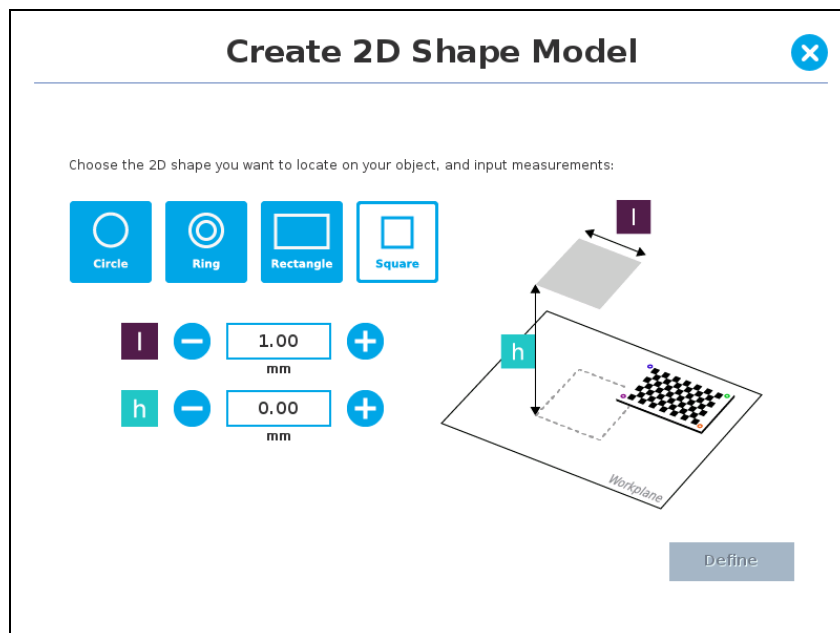 Create 2D Shape Model
Choose the 2D shape you want to locate on your object, and input measurements:
Circle
Ring
Rectangle
Square
l
l
1.00
mm
h
h
0.00
mm
Workplane
Define